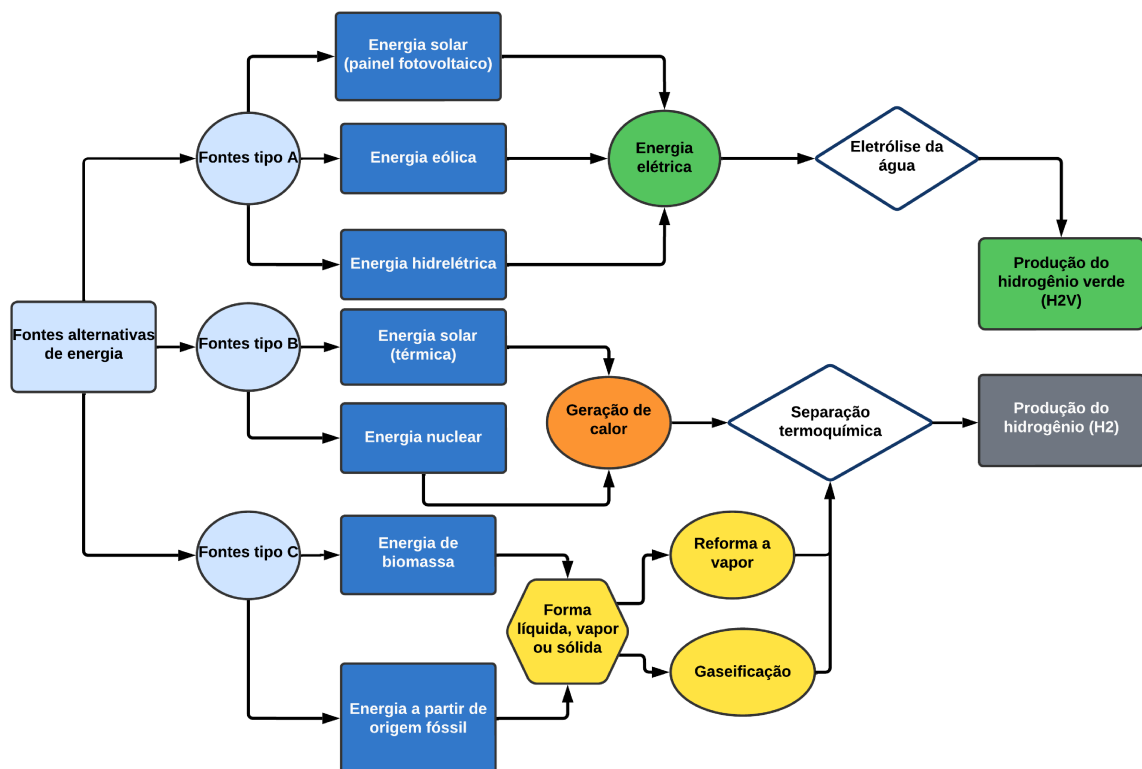 Energia solar
(painel fotovoltaico)
Fontes tipo A
Energia eólica
Energia
elétrica
Eletrólise da
água
Energia hidrelétrica
Produção do
hidrogênio verde
(H2V)
Fontes alternativas
de energia
Fontes tipo B
Energia solar
(térmica)
Energia nuclear
Geração de
calor
Separação
termoquímica
Produção do
hidrogênio (H2)
Fontes tipo C
Energia de
biomassa
Forma
líquida, vapor
ou sólida
Reforma a
vapor
Gaseificação
Energia a partir de
origem fóssil